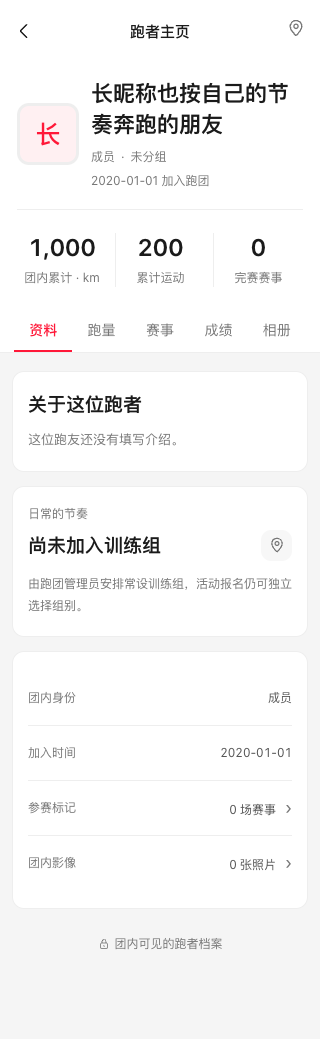 跑者主页
长
长昵称也按自己的节
奏奔跑的朋友
成员 · 未分组
2020-01-01 加入跑团
1,000 200 0
团内累计 · km 累计运动 完赛赛事
资料 跑量 赛事 成绩 相册
关于这位跑者
这位跑友还没有填写介绍。
日常的节奏
尚未加入训练组
由跑团管理员安排常设训练组，活动报名仍可独立
选择组别。
团内身份 成员
加入时间 2020-01-01
参赛标记 0 场赛事
团内影像 0 张照片
团内可见的跑者档案